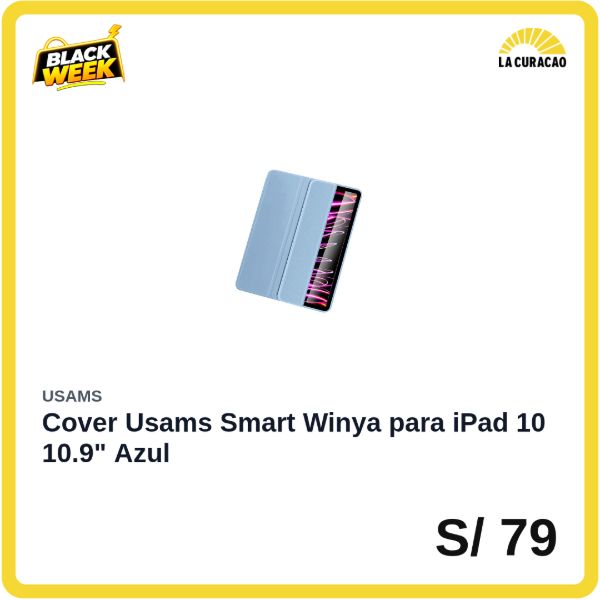 BLACK
WEEK
LA CURACAO
USAMS
Cover Usams Smart Winya para iPad 10
10.9" Azul
S/ 79